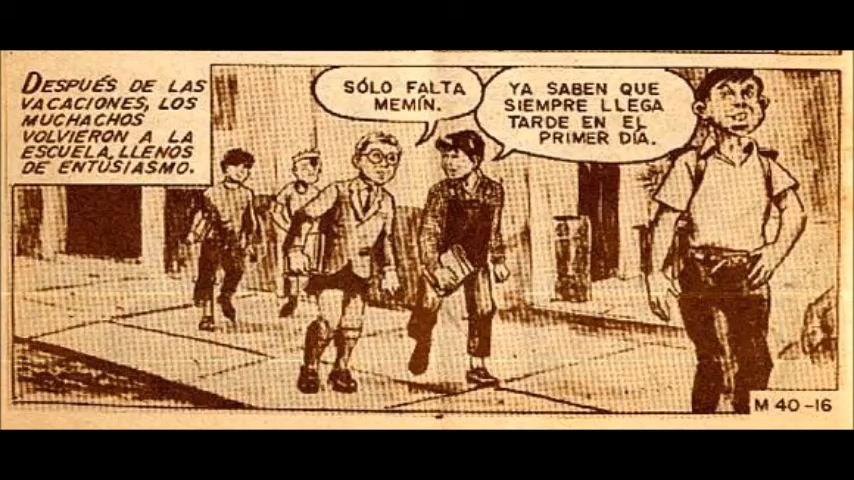 DESPUÉS DE LAS
VACACIONES, LOS
MUCHACHOS
VOLVIERON A LA
ESCUELA, LLENOS
DE ENTUSIASMO.
SÓLO FALTA
MEMÍN.
YA SABEN QUE
SIEMPRE LLEGA
TARDE EN EL
PRIMER DÍA.
M 40-16